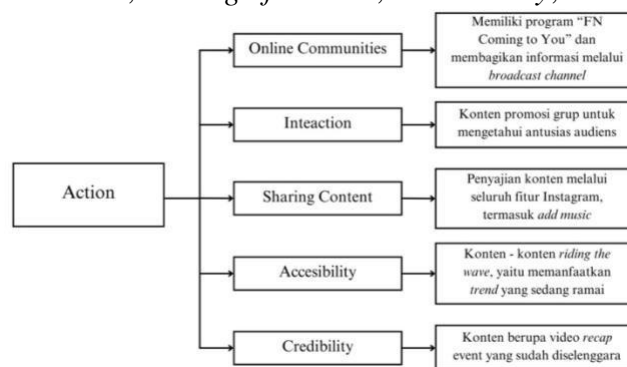 Online Communities
Memiliki program “FN
Coming to You” dan
membagikan informasi melalui
broadcast channel
Inteaction
Konten promosi grup untuk
mengetahui antusias audiens
Action
Sharing Content
Penyajian konten melalui
seluruh fitur Instagram,
termasuk add music
Accesibility
Konten - konten riding the
wave, yaitu memanfaatkan
trend yang sedang ramai
Credibility
Konten berupa video recap
event yang sudah diselenggara